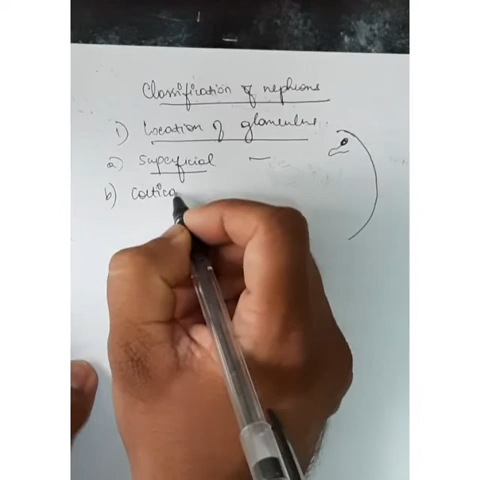 Classification of nephrons
1) Location of glomerulus.
a) Superficial —
b) Cortica